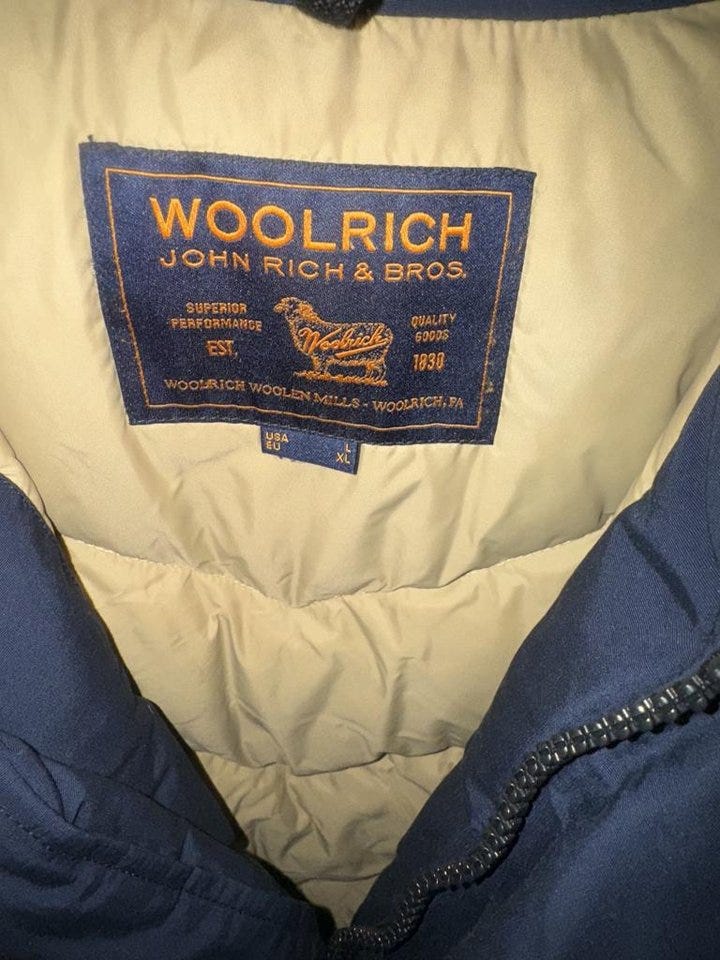 WOOLRICH
JOHN RICH & BROS.
SUPERIOR
PERFORMANCE
EST.
Woolrich
QUALITY
GOODS
1830
WOOLRICH WOOLEN MILLS - WOOLRICH, PA
USA L
EU XL